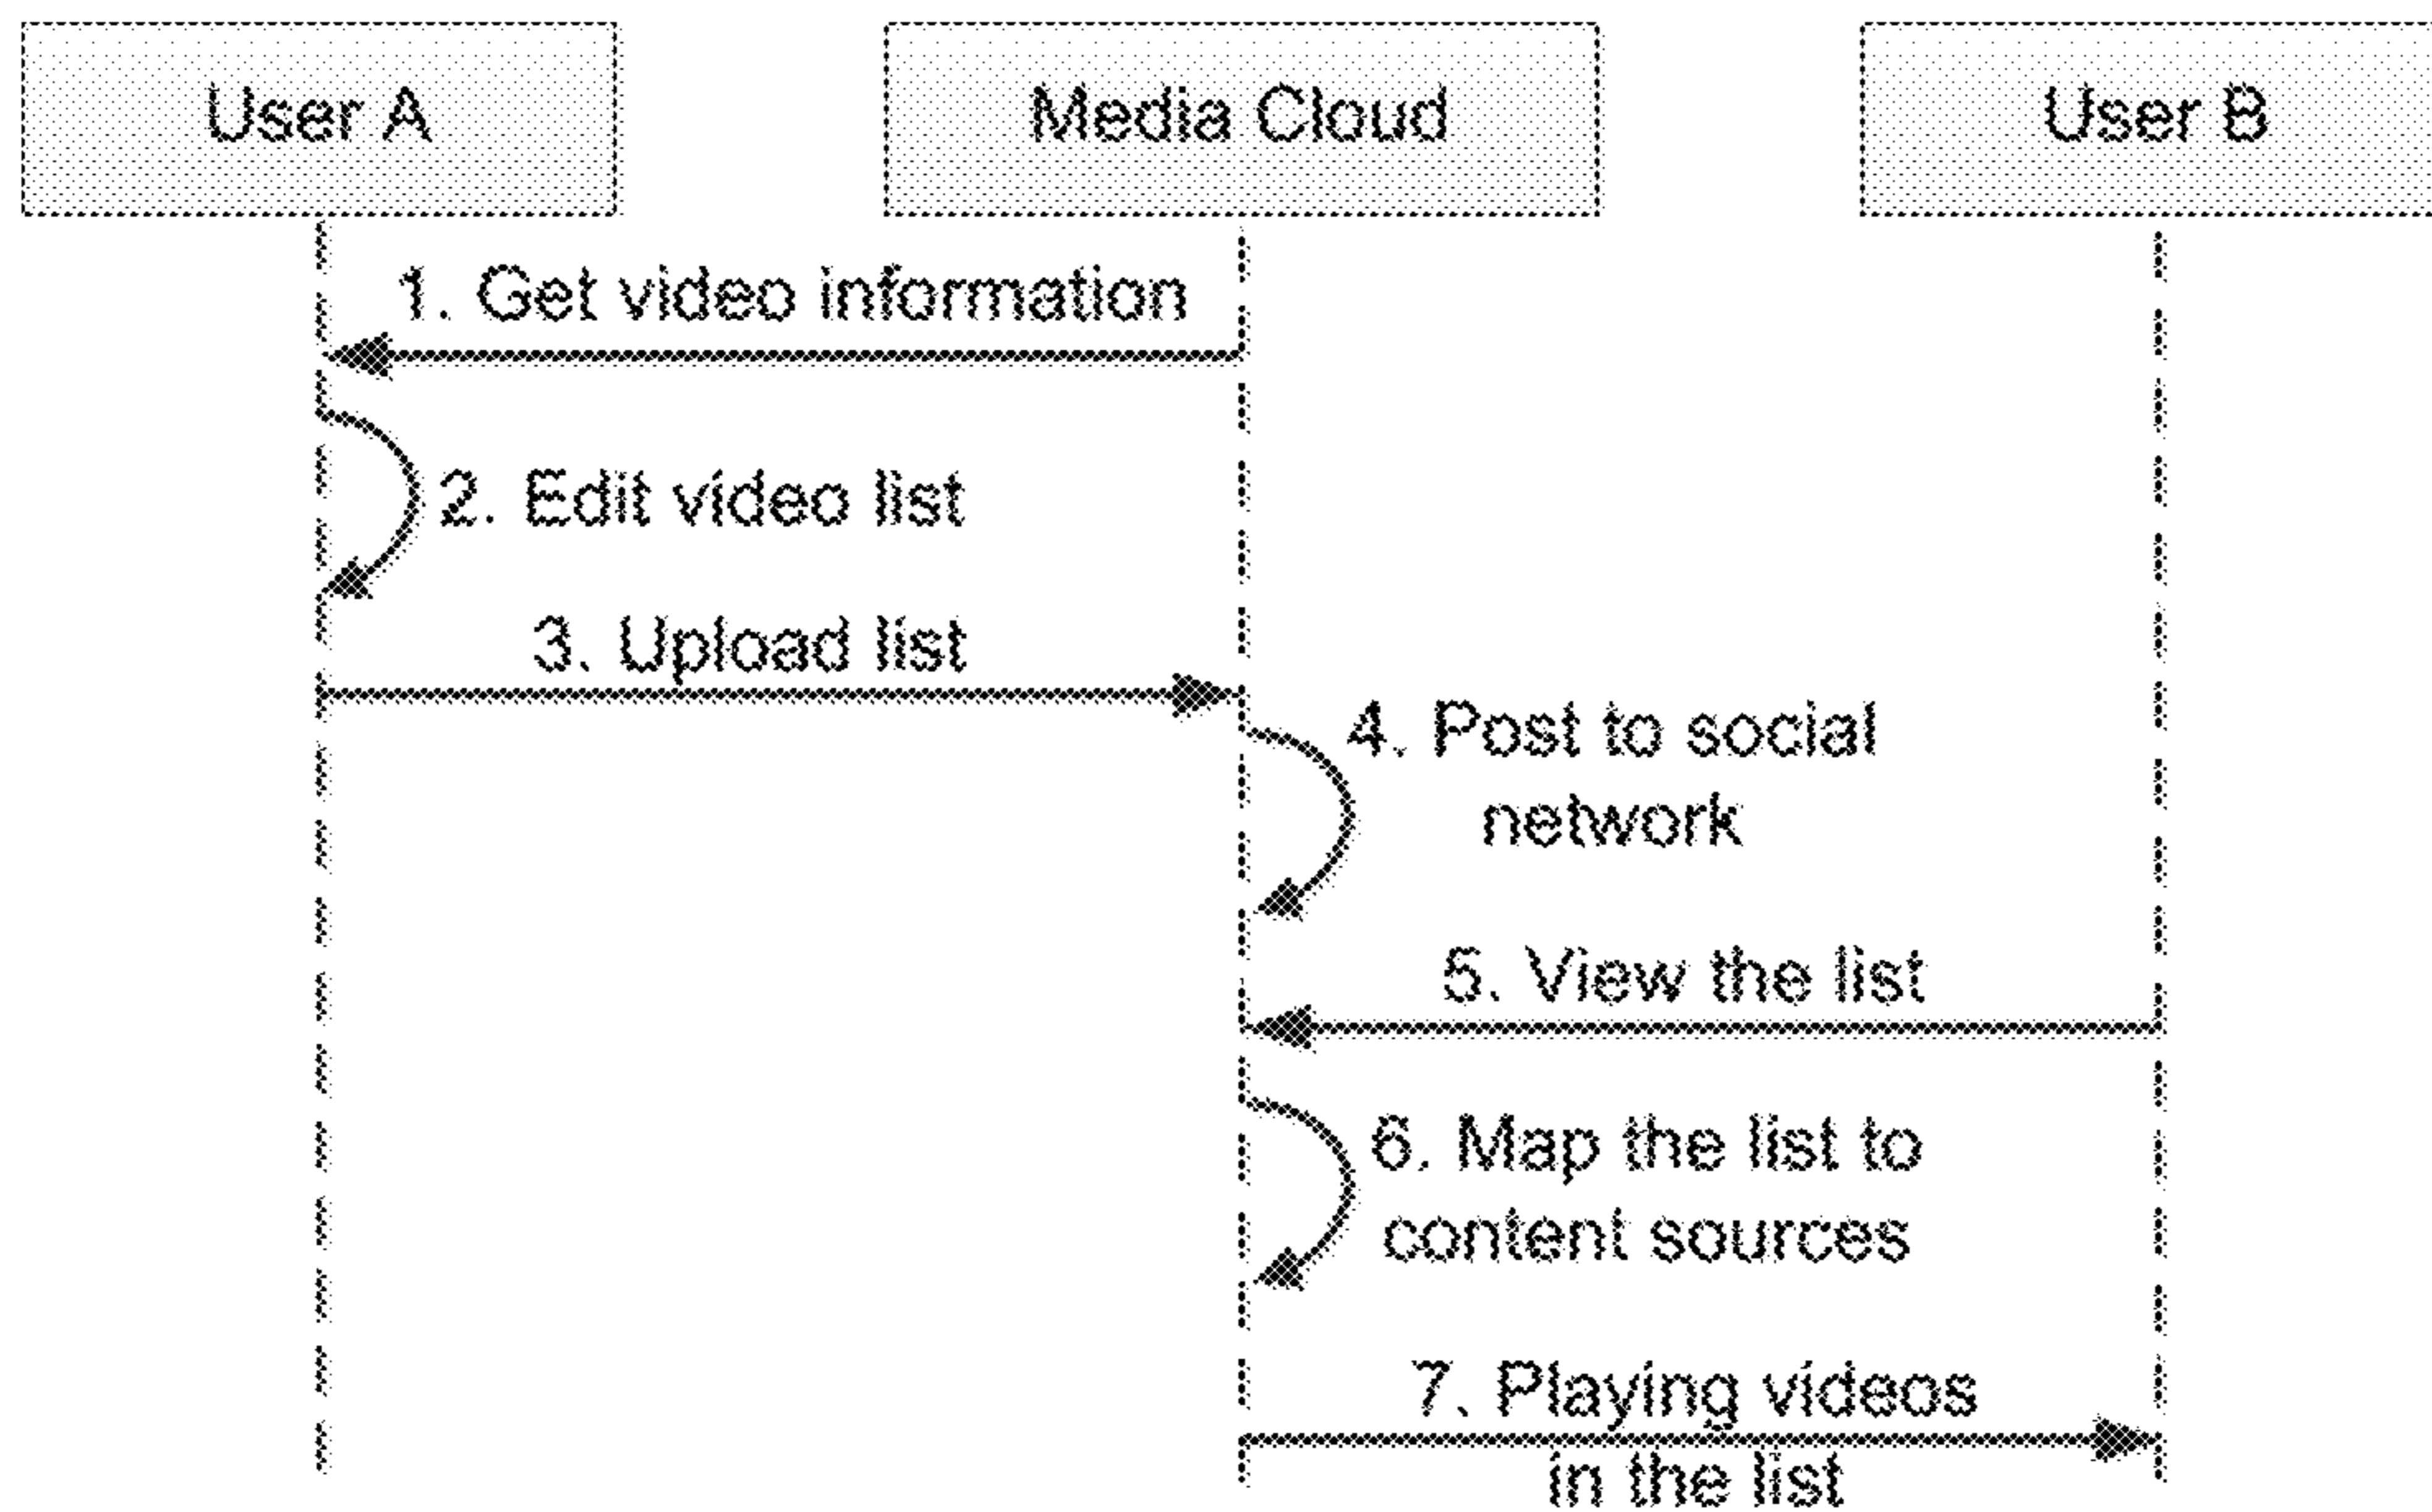 User A
Media Cloud
User B
1. Get video information
2. Edit video list
3. Upload list
4. Post to social
network
5. View the list
6. Map the list to
content sources
7. Playing videos
in the list